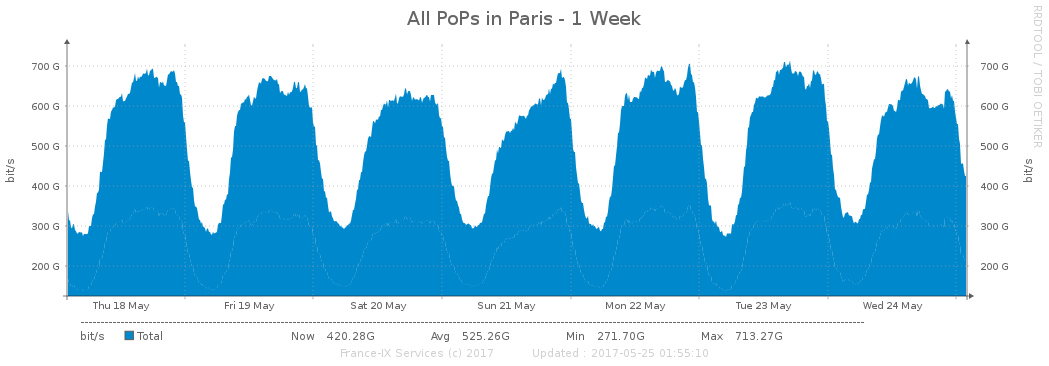 All PoPs in Paris - 1 Week
RRDTOOL / TOBI OETIKER
bit/s
700 G
600 G
500 G
400 G
300 G
200 G
700 G
600 G
500 G
400 G
300 G
200 G
bit/s
Thu 18 May Fri 19 May Sat 20 May Sun 21 May Mon 22 May Tue 23 May Wed 24 May
bit/s Total Now 420.28G Avg 525.26G Min 271.70G Max 713.27G
France-IX Services (c) 2017 Updated : 2017-05-25 01:55:10